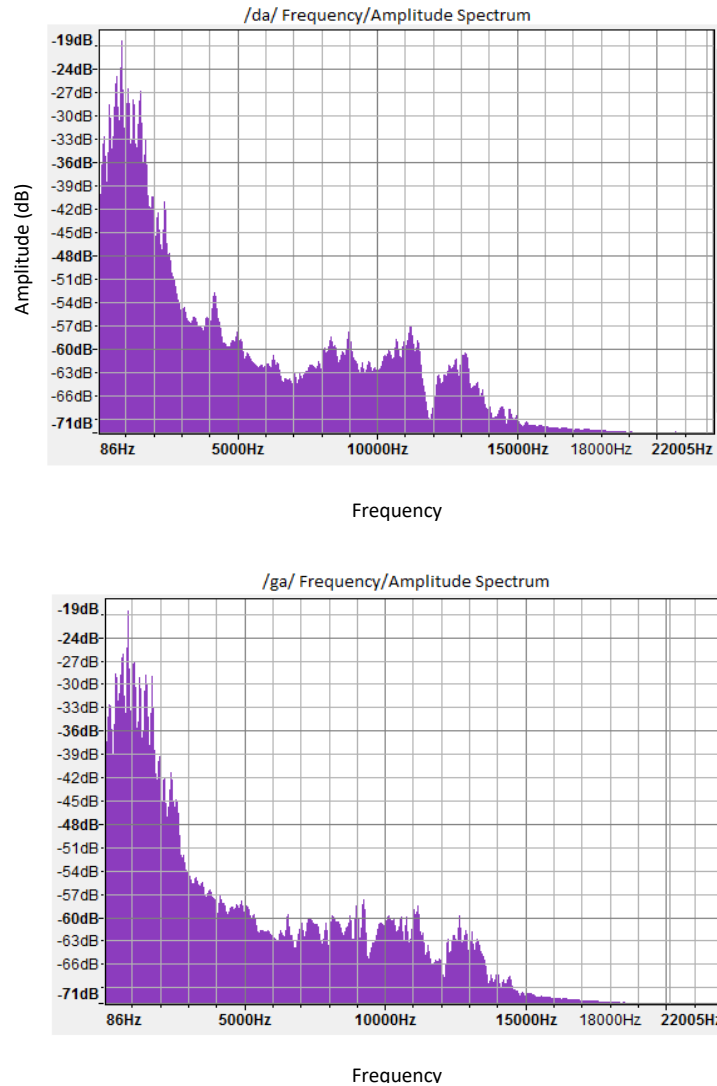 /da/ Frequency/Amplitude Spectrum
Amplitude (dB)
-19dB
-24dB
-27dB
-30dB
-33dB
-36dB
-39dB
-42dB
-45dB
-48dB
-51dB
-54dB
-57dB
-60dB
-63dB
-66dB
-71dB
86Hz 5000Hz 10000Hz 15000Hz 18000Hz 22005Hz
Frequency
/ga/ Frequency/Amplitude Spectrum
-19dB
-24dB
-27dB
-30dB
-33dB
-36dB
-39dB
-42dB
-45dB
-48dB
-51dB
-54dB
-57dB
-60dB
-63dB
-66dB
-71dB
86Hz 5000Hz 10000Hz 15000Hz 18000Hz 22005Hz
Frequency